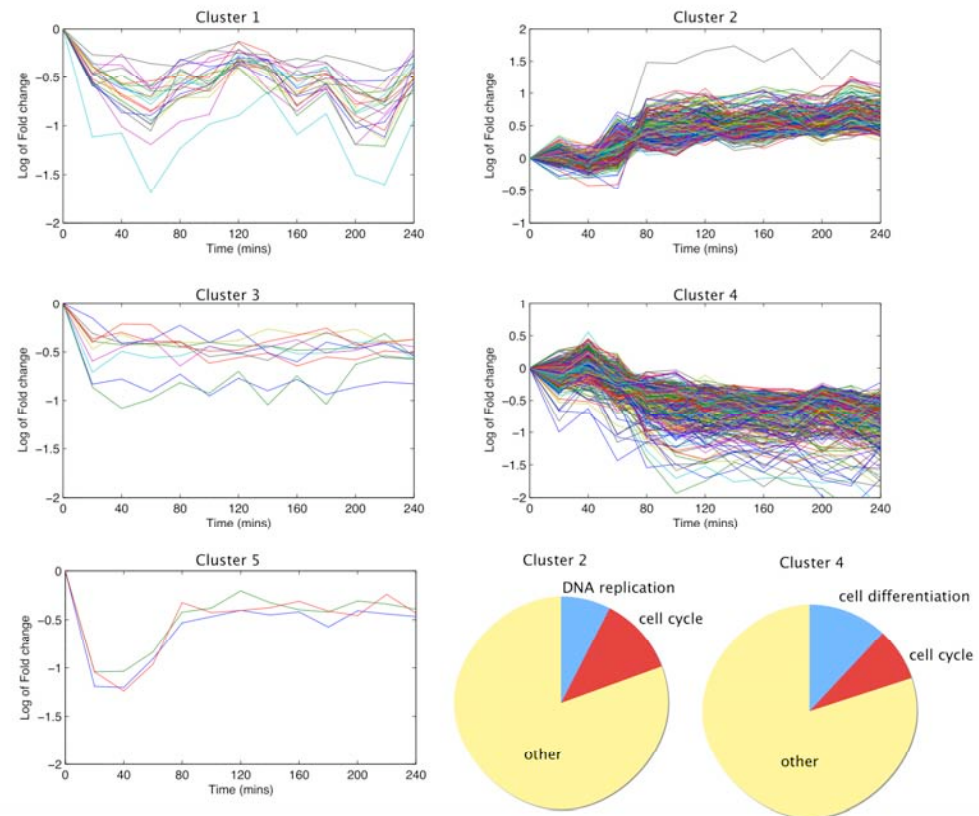 Cluster 1
Log of Fold change
0
-0.5
-1
-1.5
-2
0 40 80 120 160 200 240
Time (mins)
Cluster 2
Log of Fold change
2
1.5
1
0.5
0
-0.5
-1
0 40 80 120 160 200 240
Time (mins)
Cluster 3
Log of Fold change
0
-0.5
-1
-1.5
-2
0 40 80 120 160 200 240
Time (mins)
Cluster 4
Log of Fold change
1
0.5
0
-0.5
-1
-1.5
-2
0 40 80 120 160 200 240
Time (mins)
Cluster 5
Log of Fold change
0
-0.5
-1
-1.5
-2
0 40 80 120 160 200 240
Time (mins)
Cluster 2
DNA replication
cell cycle
other
Cluster 4
cell differentiation
cell cycle
other